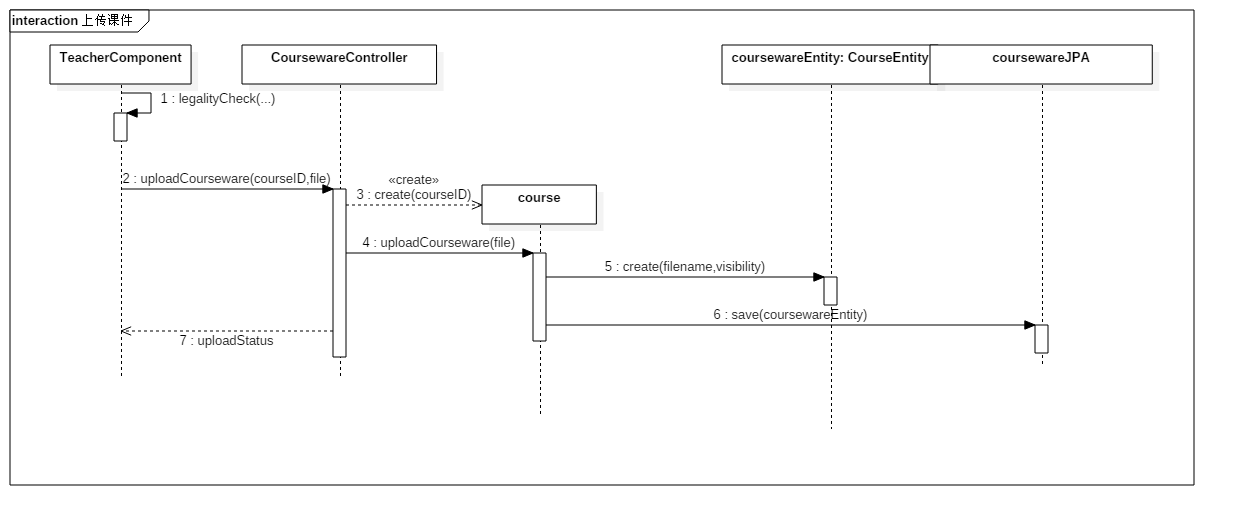 interaction 上传课件
TeacherComponent
CoursewareController
coursewareEntity: CourseEntity
coursewareJPA
1 : legalityCheck(...)
2 : uploadCourseware(courseID,file)
«create»
3 : create(courseID)
course
4 : uploadCourseware(file)
5 : create(filename,visibility)
6 : save(coursewareEntity)
7 : uploadStatus